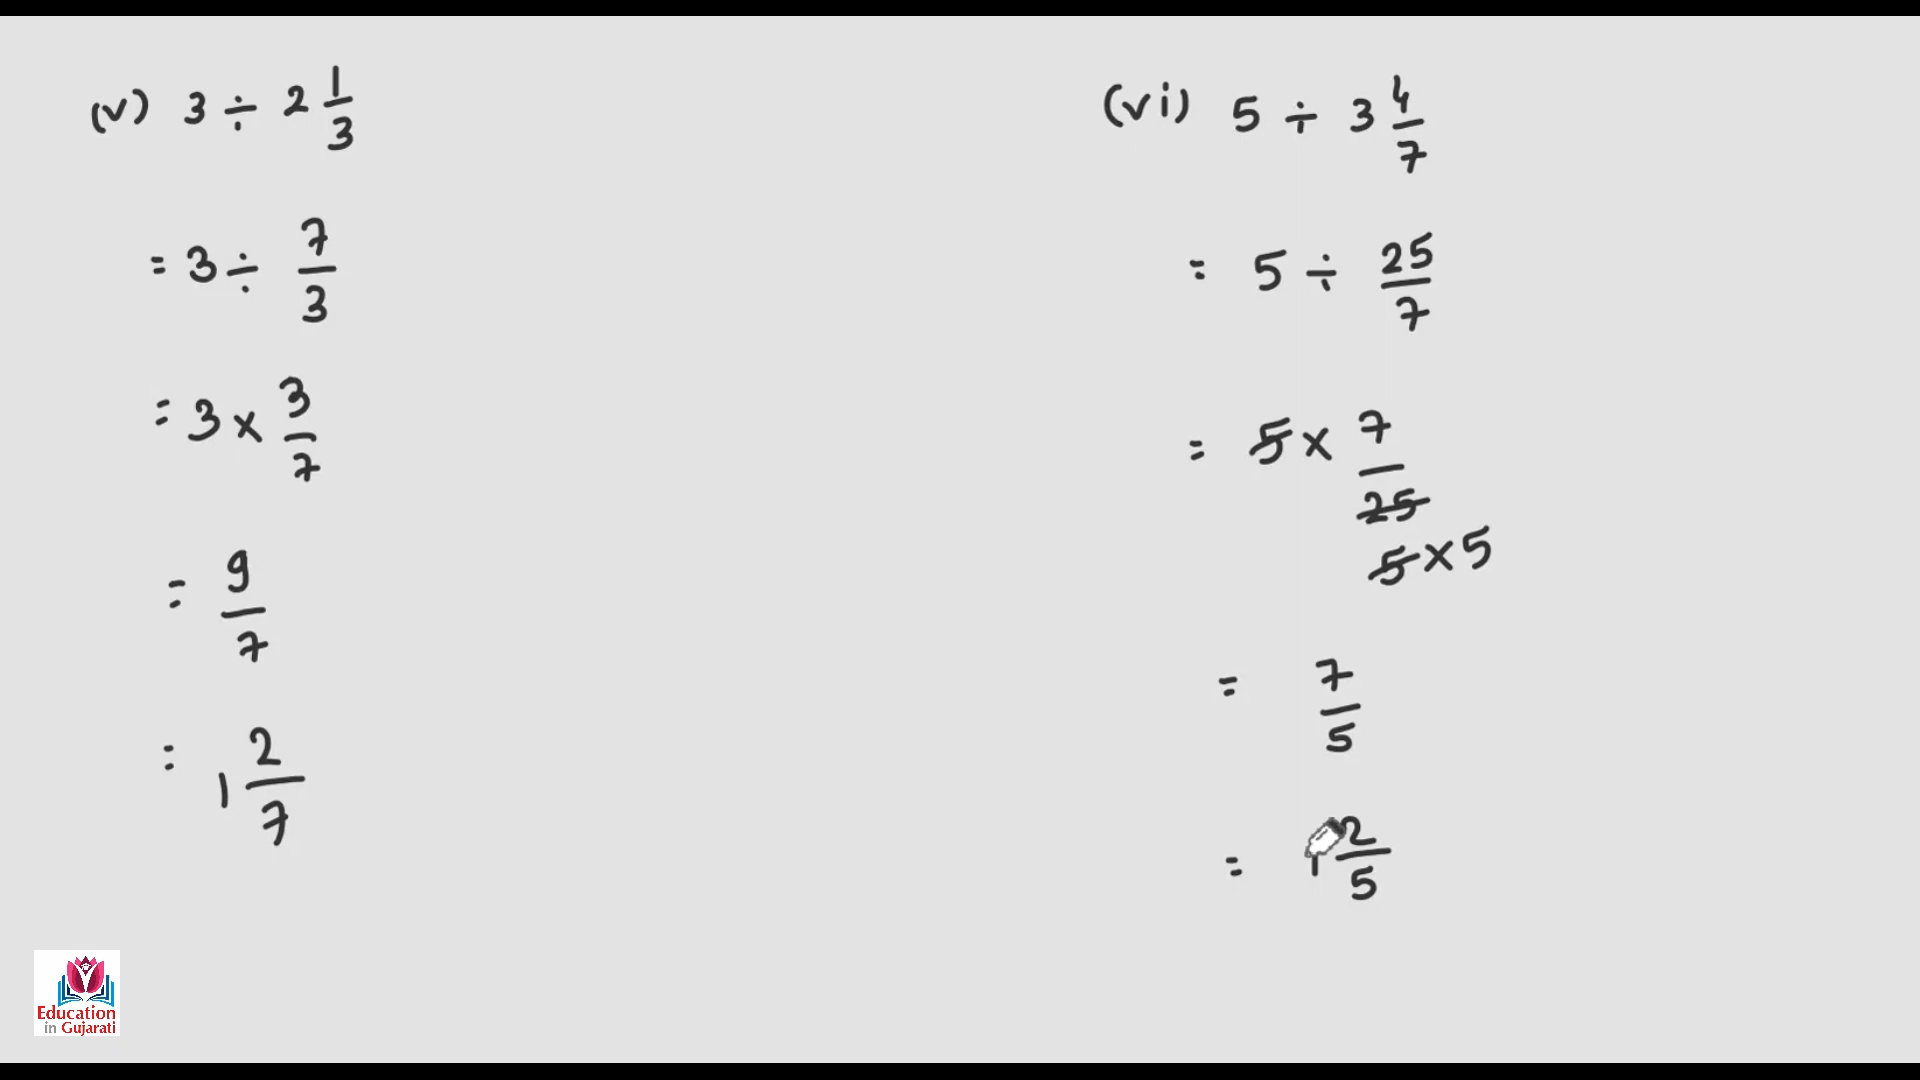 (v) 3 ÷ 2 1/3
= 3 ÷ 7/3
= 3 × 3/7
= 9/7
= 1 2/7
(vi) 5 ÷ 3 4/7
= 5 ÷ 25/7
= 5 × 7/25
5 × 5
= 7/5
= 1 2/5
Education
in Gujarati